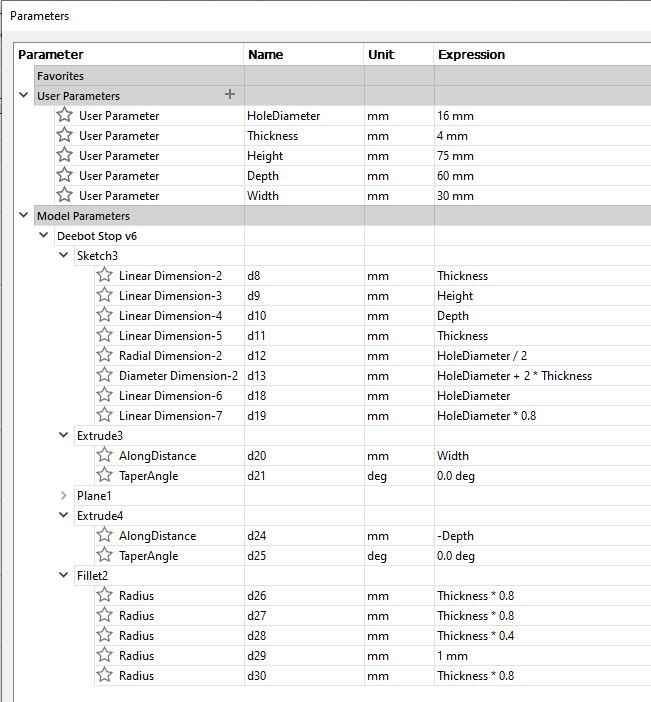 Parameters
Parameter Name Unit Expression
Favorites
User Parameters +
User Parameter HoleDiameter mm 16 mm
User Parameter Thickness mm 4 mm
User Parameter Height mm 75 mm
User Parameter Depth mm 60 mm
User Parameter Width mm 30 mm
Model Parameters
Deebot Stop v6
Sketch3
Linear Dimension-2 d8 mm Thickness
Linear Dimension-3 d9 mm Height
Linear Dimension-4 d10 mm Depth
Linear Dimension-5 d11 mm Thickness
Radial Dimension-2 d12 mm HoleDiameter / 2
Diameter Dimension-2 d13 mm HoleDiameter + 2 * Thickness
Linear Dimension-6 d18 mm HoleDiameter
Linear Dimension-7 d19 mm HoleDiameter * 0.8
Extrude3
AlongDistance d20 mm Width
TaperAngle d21 deg 0.0 deg
Plane1
Extrude4
AlongDistance d24 mm -Depth
TaperAngle d25 deg 0.0 deg
Fillet2
Radius d26 mm Thickness * 0.8
Radius d27 mm Thickness * 0.8
Radius d28 mm Thickness * 0.4
Radius d29 mm 1 mm
Radius d30 mm Thickness * 0.8